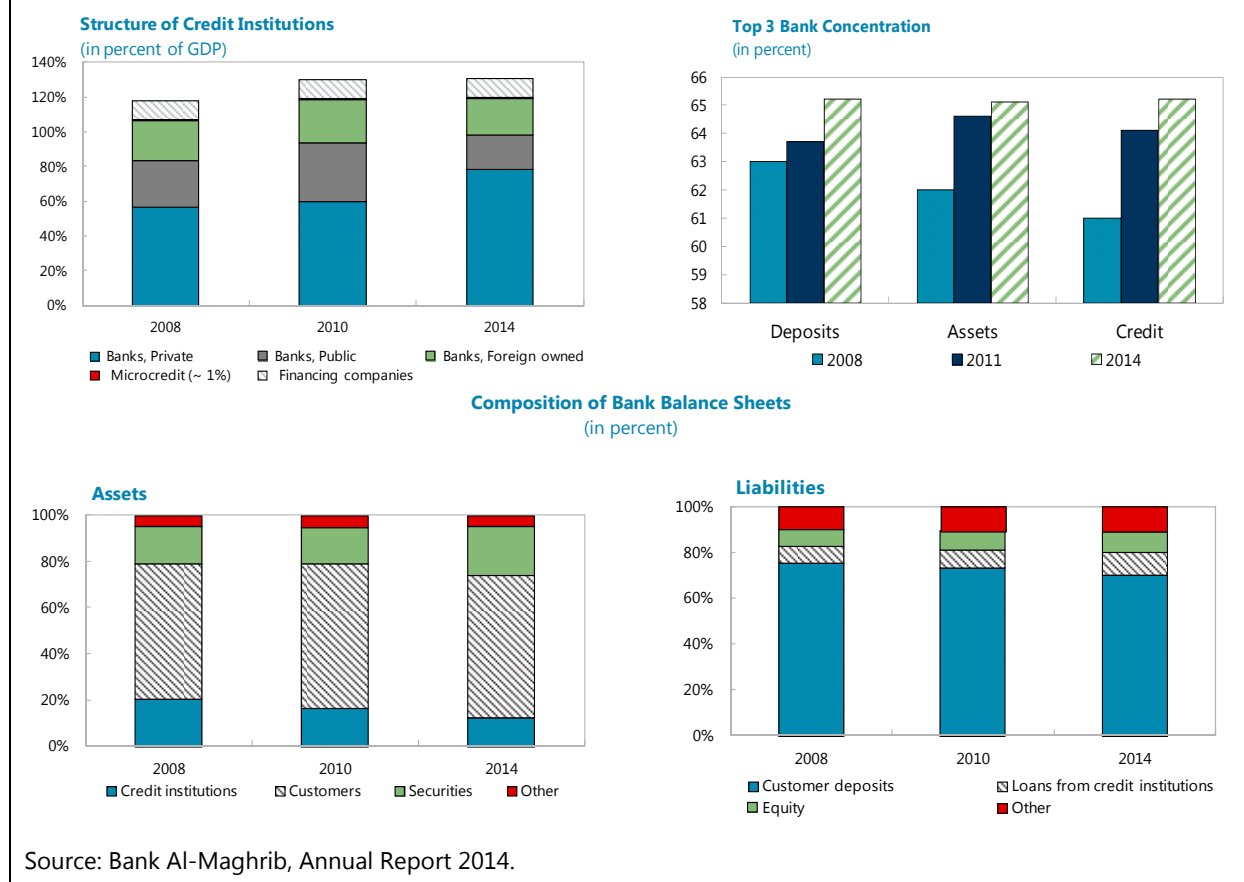 Structure of Credit Institutions
(in percent of GDP)
140%
120%
100%
80%
60%
40%
20%
0%
2008 2010 2014
Banks, Private Banks, Public Banks, Foreign owned
Microcredit (~ 1%) Financing companies
Top 3 Bank Concentration
(in percent)
66
65
64
63
62
61
60
59
58
Deposits Assets Credit
2008 2011 2014
Composition of Bank Balance Sheets
(in percent)
Assets
100%
80%
60%
40%
20%
0%
2008 2010 2014
Credit institutions Customers Securities Other
Liabilities
100%
80%
60%
40%
20%
0%
2008 2010 2014
Customer deposits Loans from credit institutions
Equity Other
Source: Bank Al-Maghrib, Annual Report 2014.